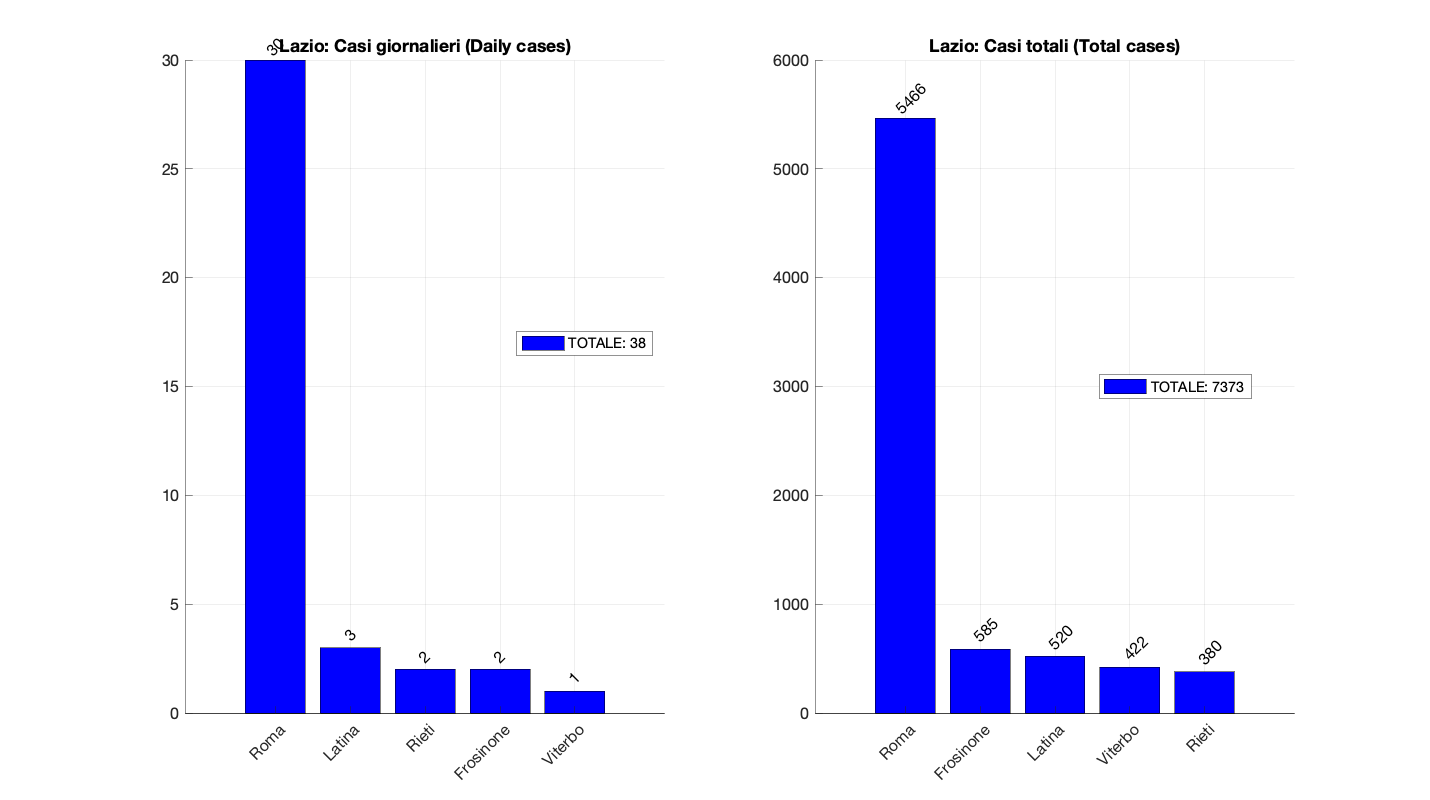 Lazio: Casi giornalieri (Daily cases)
30
25
20
15
10
5
0
30
3
2
2
1
TOTALE: 38
Roma
Latina
Rieti
Frosinone
Viterbo
Lazio: Casi totali (Total cases)
6000
5000
4000
3000
2000
1000
0
5466
585
520
422
380
TOTALE: 7373
Roma
Frosinone
Latina
Viterbo
Rieti